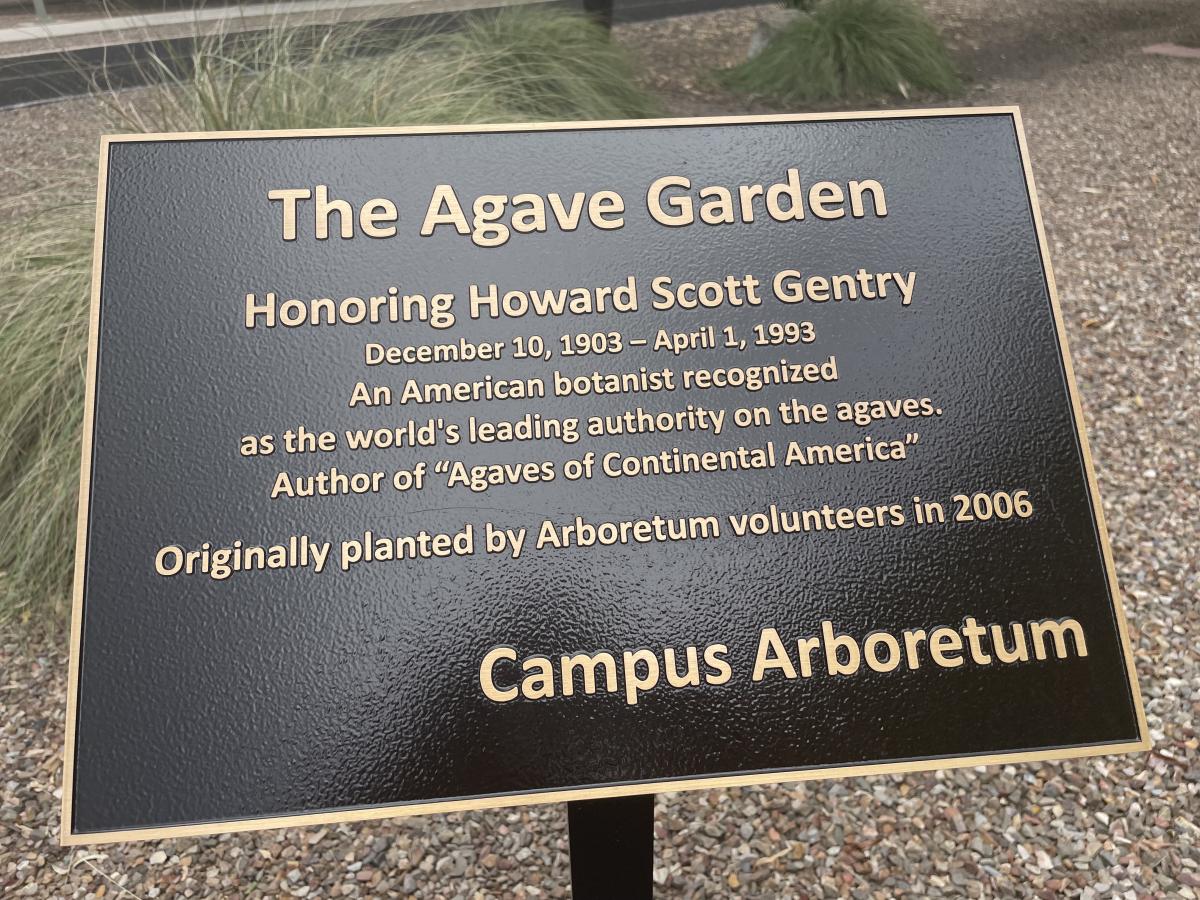 The Agave Garden
Honoring Howard Scott Gentry
December 10, 1903 – April 1, 1993
An American botanist recognized
as the world's leading authority on the agaves.
Author of “Agaves of Continental America”
Originally planted by Arboretum volunteers in 2006
Campus Arboretum